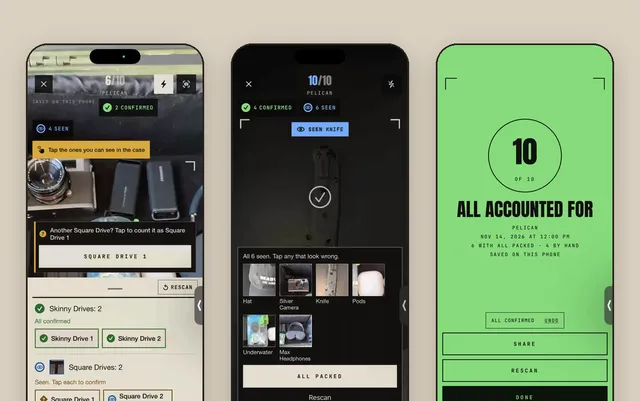 6/10
PELICAN
SAVED ON THIS PHONE
2 CONFIRMED
4 SEEN
Tap the ones you can see in the case
Another Square Drive? Tap to count it as Square
Drive 1
SQUARE DRIVE 1
RESCAN
Skinny Drives: 2
All confirmed
Skinny Drive 1
Skinny Drive 2
Square Drives: 2
Seen. Tap each to confirm
Square Drive 1
Square Drive 2
10/10
PELICAN
4 CONFIRMED
6 SEEN
SEEN KNIFE
All 6 seen. Tap any that look wrong.
Hat
Silver
Camera
Knife
Pods
Underwater
Max
Headphones
ALL PACKED
Rescan
10
OF 10
ALL ACCOUNTED FOR
PELICAN
NOV 14, 2026 AT 12:00 PM
6 WITH ALL PACKED · 4 BY HAND
SAVED ON THIS PHONE
ALL CONFIRMED UNDO
SHARE
RESCAN
DONE